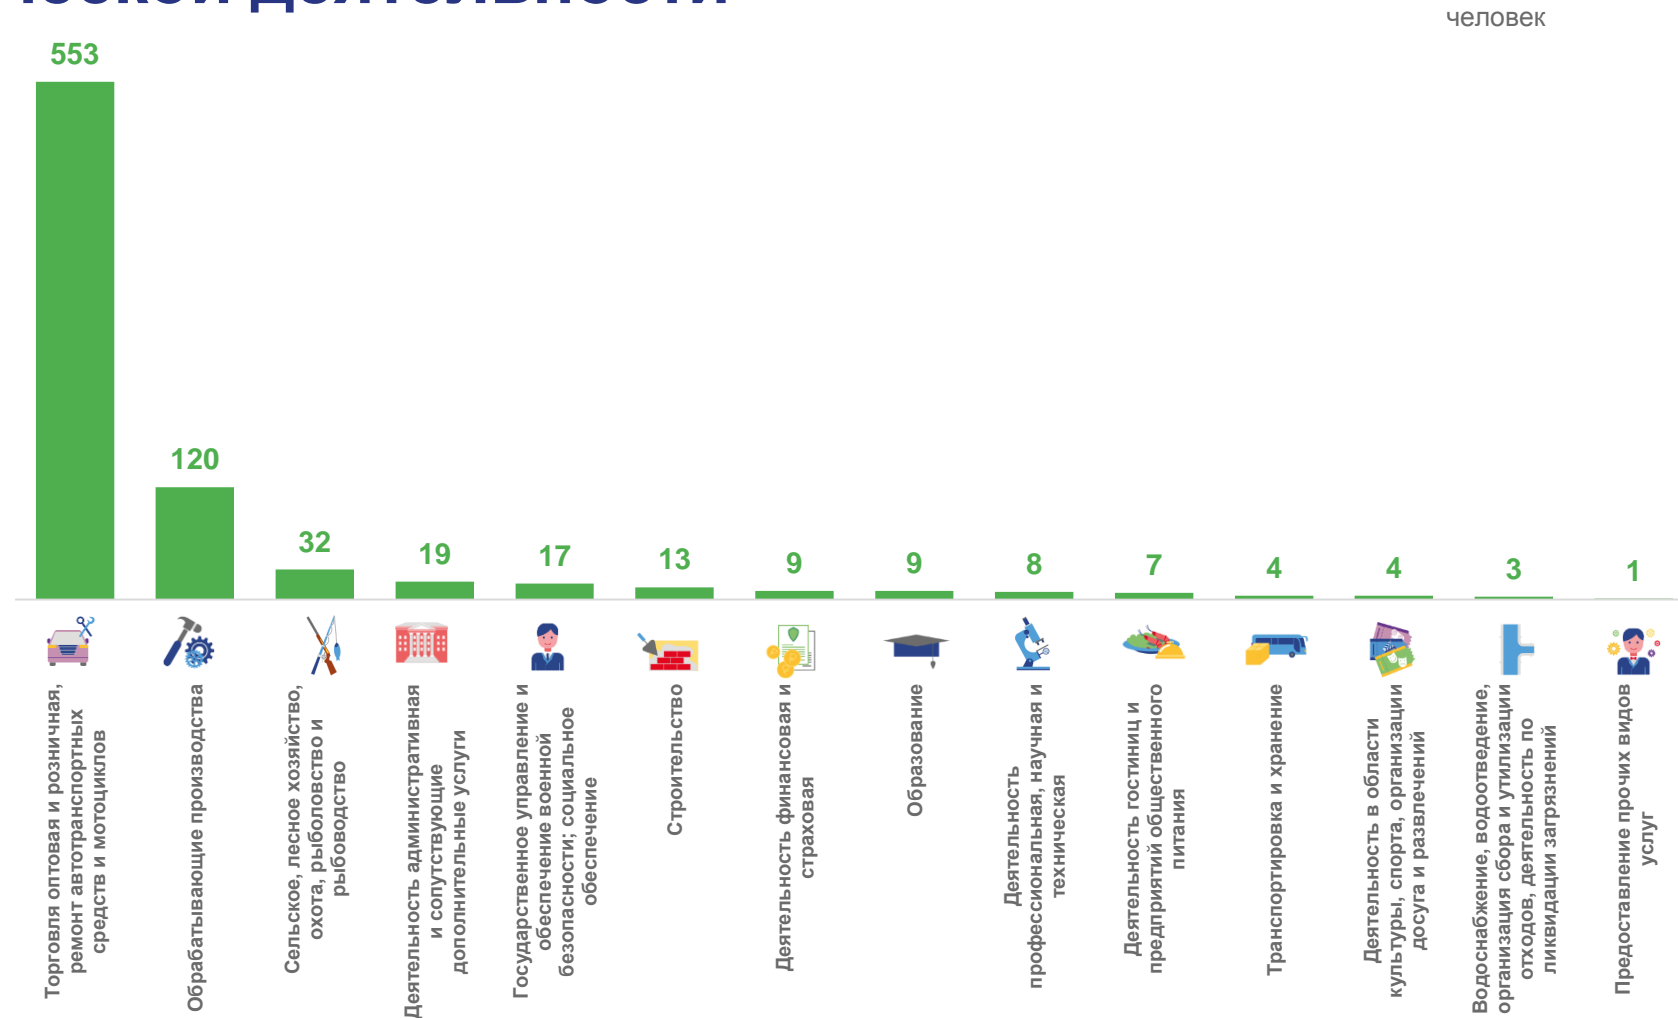 ческой деятельности
человек
553
120
32
19
17
13
9
9
8
7
4
4
3
1
Торговля оптовая и розничная,
ремонт автотранспортных
средств и мотоциклов
Обрабатывающие производства
Сельское, лесное хозяйство,
охота, рыболовство и
рыбоводство
Деятельность административная
и сопутствующие
дополнительные услуги
Государственное управление и
обеспечение военной
безопасности; социальное
обеспечение
Строительство
Деятельность финансовая и
страховая
Образование
Деятельность
профессиональная, научная и
техническая
Деятельность гостиниц и
предприятий общественного
питания
Транспортировка и хранение
Деятельность в области
культуры, спорта, организации
досуга и развлечений
Водоснабжение, водоотведение,
организация сбора и утилизации
отходов, деятельность по
ликвидации загрязнений
Предоставление прочих видов
услуг